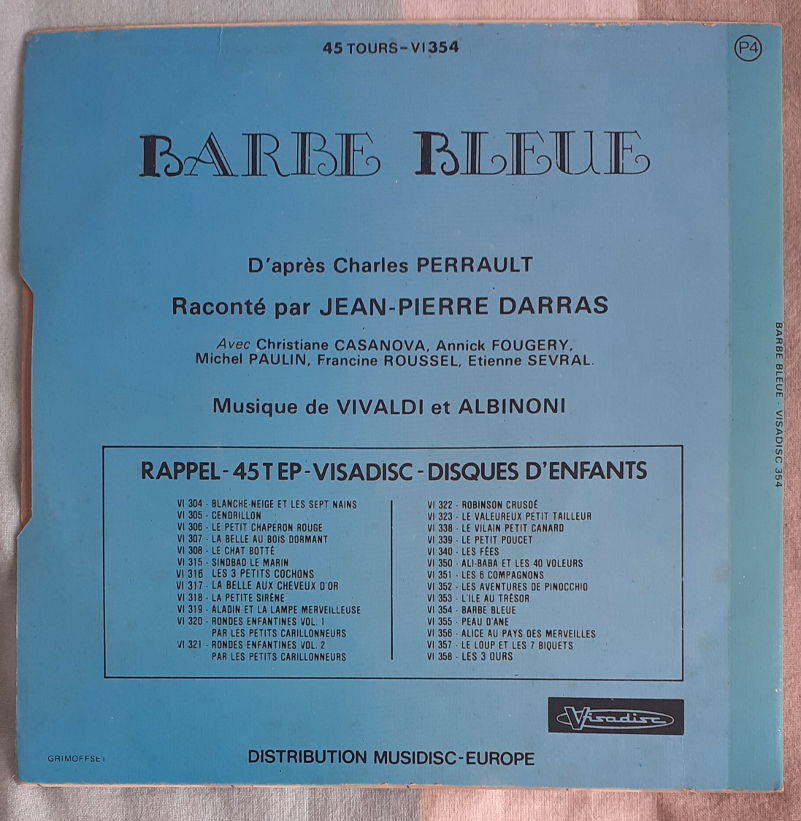 45 TOURS - VI 354
P4
BARBE BLEUE
D'après Charles PERRAULT
Raconté par JEAN-PIERRE DARRAS
Avec Christiane CASANOVA, Annick FOUGERY,
Michel PAULIN, Francine ROUSSEL, Etienne SEVRAL.
Musique de VIVALDI et ALBINONI
RAPPEL - 45 T EP - VISADISC - DISQUES D'ENFANTS
VI 304 - BLANCHE-NEIGE ET LES SEPT NAINS
VI 305 - CENDRILLON
VI 306 - LE PETIT CHAPERON ROUGE
VI 307 - LA BELLE AU BOIS DORMANT
VI 308 - LE CHAT BOTTÉ
VI 315 - SINDBAD LE MARIN
VI 316 LES 3 PETITS COCHONS
VI 317 - LA BELLE AUX CHEVEUX D'OR
VI 318 - LA PETITE SIRÈNE
VI 319 - ALADIN ET LA LAMPE MERVEILLEUSE
VI 320 - RONDES ENFANTINES VOL. 1
PAR LES PETITS CARILLONNEURS
VI 321 - RONDES ENFANTINES VOL. 2
PAR LES PETITS CARILLONNEURS
VI 322 - ROBINSON CRUSOÉ
VI 323 - LE VALEUREUX PETIT TAILLEUR
VI 338 - LE VILAIN PETIT CANARD
VI 339 - LE PETIT POUCET
VI 340 - LES FÉES
VI 350 - ALI-BABA ET LES 40 VOLEURS
VI 351 - LES 6 COMPAGNONS
VI 352 - LES AVENTURES DE PINOCCHIO
VI 353 - L'ILE AU TRÉSOR
VI 354 - BARBE BLEUE
VI 355 - PEAU D'ANE
VI 356 - ALICE AU PAYS DES MERVEILLES
VI 357 - LE LOUP ET LES 7 BIQUETS
VI 358 - LES 3 OURS
Visadisc
GRIMOFFSET
DISTRIBUTION MUSIDISC-EUROPE
BARBE BLEUE - VISADISC 354